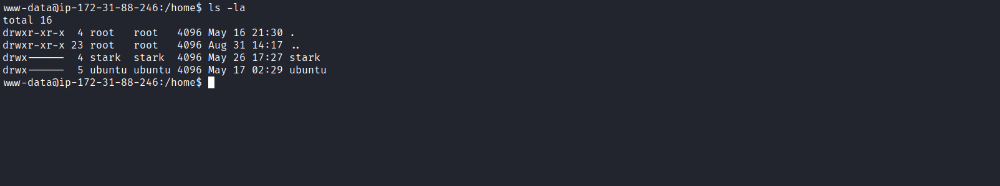 www-data@ip-172-31-88-246:/home$ ls -la
total 16
drwxr-xr-x  4 root   root   4096 May 16 21:30 .
drwxr-xr-x 23 root   root   4096 Aug 31 14:17 ..
drwx------  4 stark  stark  4096 May 26 17:27 stark
drwx------  5 ubuntu ubuntu 4096 May 17 02:29 ubuntu
www-data@ip-172-31-88-246:/home$